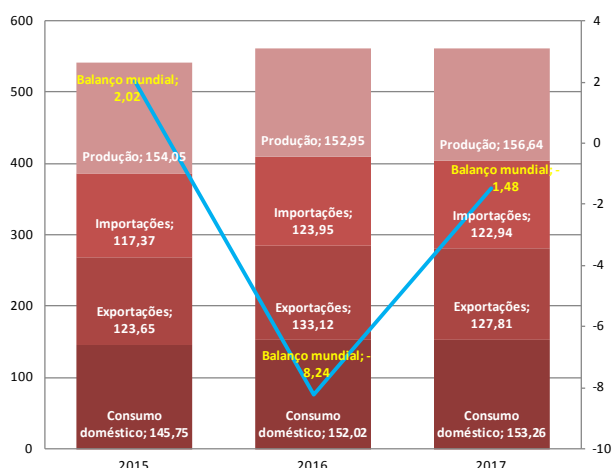 600
500
400
300
200
100
0
4
2
0
-2
-4
-6
-8
-10
Balanço mundial;
2,02
Produção; 154,05
Importações;
117,37
Exportações;
123,65
Consumo
doméstico; 145,75
Produção; 152,95
Importações;
123,95
Exportações;
133,12
Balanço mundial; -
8,24
Consumo
doméstico; 152,02
Produção; 156,64
Balanço mundial; -
1,48
Importações;
122,94
Exportações;
127,81
Consumo
doméstico; 153,26
2015
2016
2017